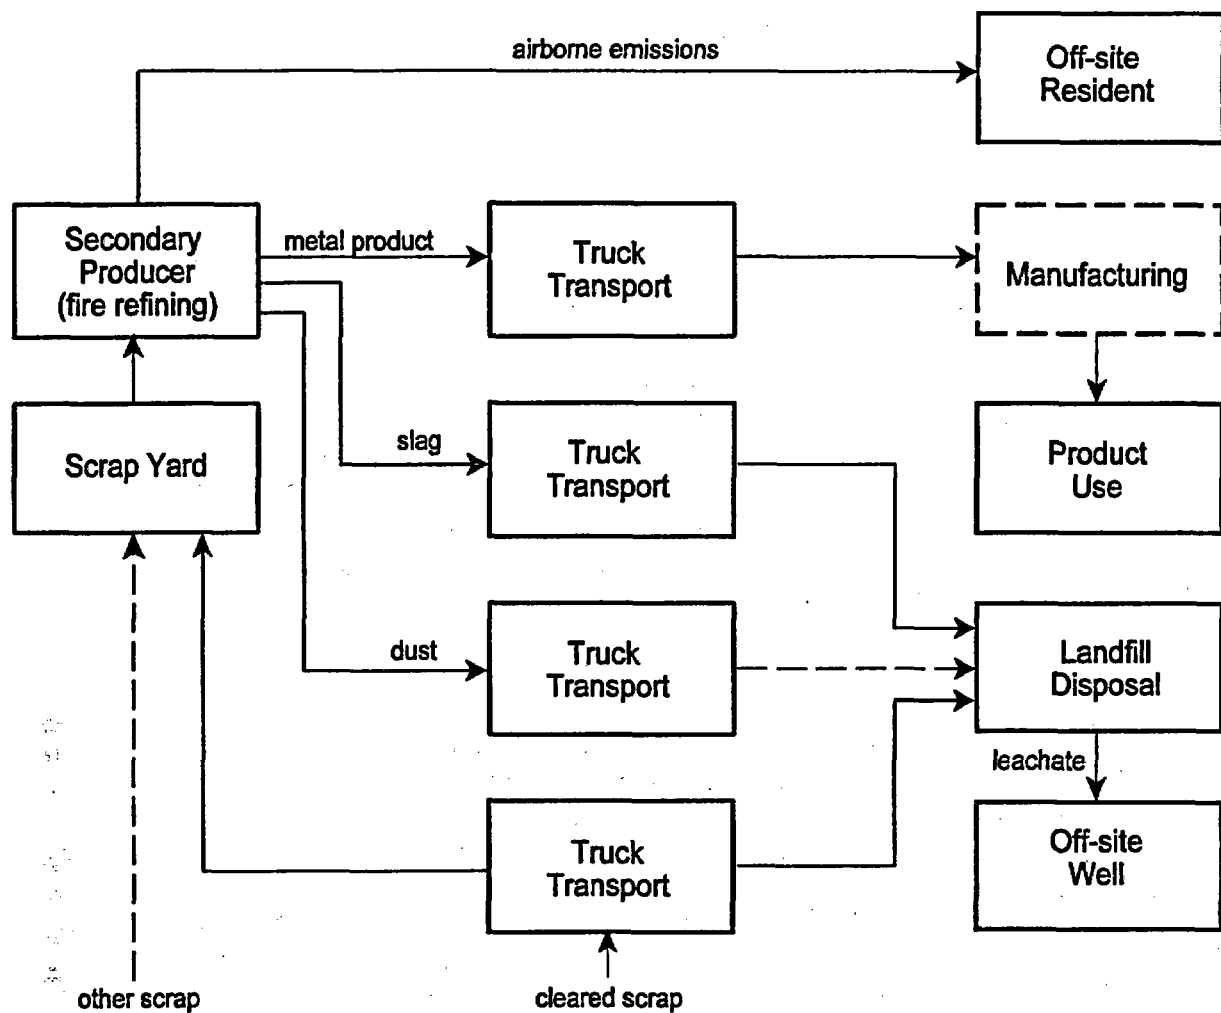 airborne emissions
Off-site
Resident
Secondary
Producer
(fire refining)
metal product
Truck
Transport
Manufacturing
Scrap Yard
slag
Truck
Transport
Product
Use
dust
Truck
Transport
Landfill
Disposal
leachate
Truck
Transport
Off-site
Well
other scrap
cleared scrap